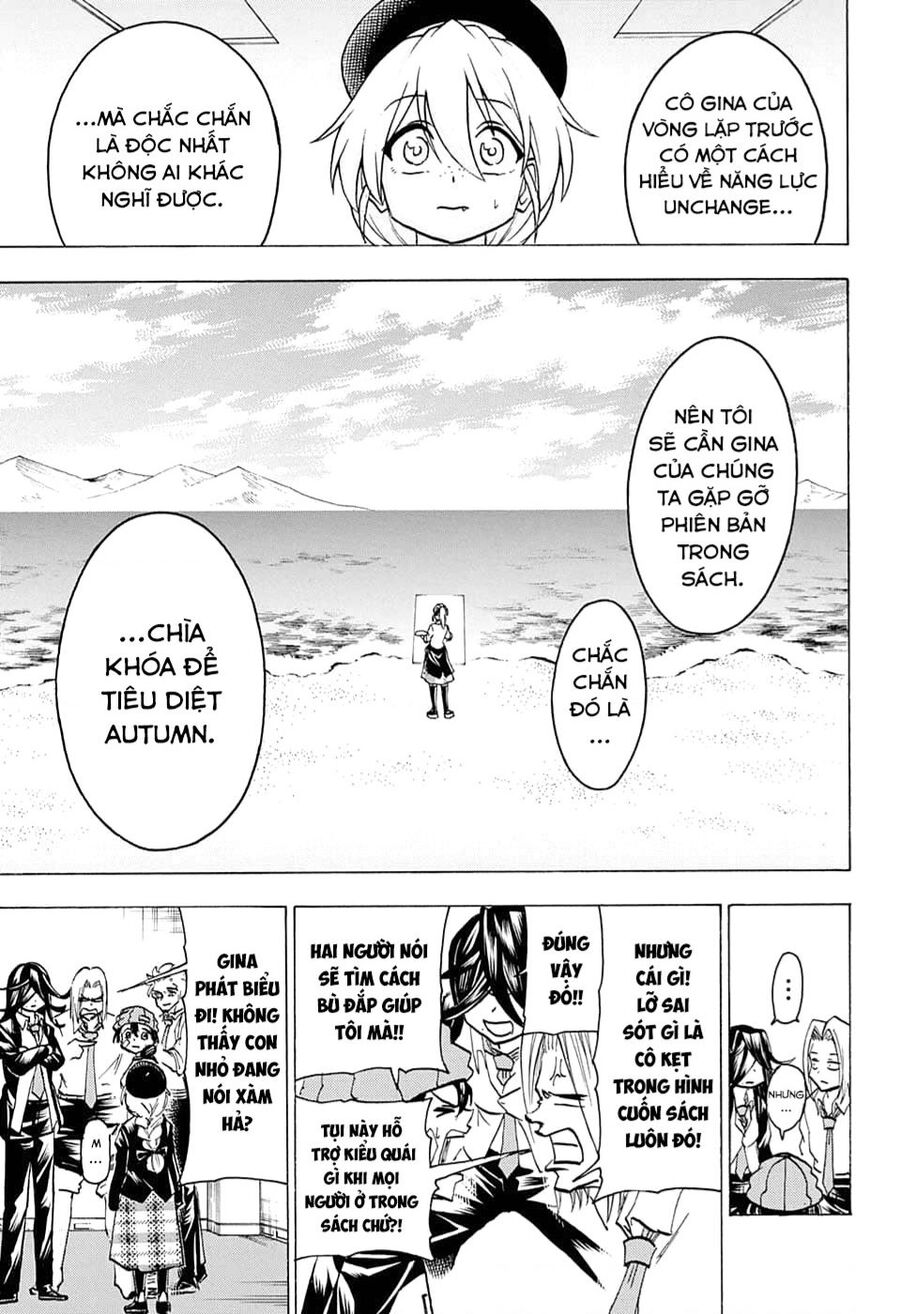 CÔ GINA CỦA
VÒNG LẶP TRƯỚC
CÓ MỘT CÁCH
HIỂU VỀ NĂNG LỰC
UNCHANGE...
...MÀ CHẮC CHẮN
LÀ ĐỘC NHẤT
KHÔNG AI KHÁC
NGHĨ ĐƯỢC.
NÊN TÔI
SẼ CẦN GINA
CỦA CHÚNG
TA GẶP GỠ
PHIÊN BẢN
TRONG
SÁCH.
CHẮC
CHẮN
ĐÓ LÀ
...
...CHÌA
KHÓA ĐỂ
TIÊU DIỆT
AUTUMN.
...
NHƯNG
...
NHƯNG
CÁI GÌ!
LỠ SAI
SÓT GÌ LÀ
CÔ KẸT
TRONG HÌNH
CUỐN SÁCH
LUÔN ĐÓ!
ĐÚNG
VẬY
ĐÓ!!
HAI NGƯỜI NÓI
SẼ TÌM CÁCH
BÙ ĐẮP GIÚP
TÔI MÀ!!
TỤI NÀY HỖ
TRỢ KIỂU QUÁI
GÌ KHI MỌI
NGƯỜI Ở TRONG
SÁCH CHỨ?!
GINA
PHÁT BIỂU
ĐI! KHÔNG
THẤY CON
NHỎ ĐANG
NÓI XÀM
HẢ?
M
...